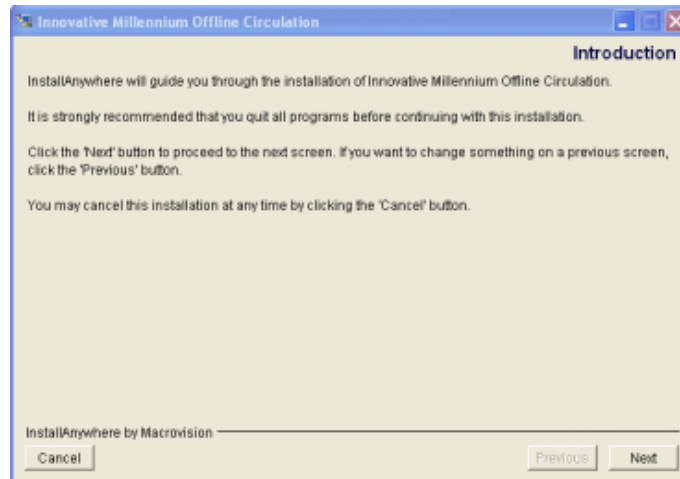 Innovative Millennium Offline Circulation
Introduction
InstallAnywhere will guide you through the installation of Innovative Millennium Offline Circulation.
It is strongly recommended that you quit all programs before continuing with this installation.
Click the 'Next' button to proceed to the next screen. If you want to change something on a previous screen,
click the 'Previous' button.
You may cancel this installation at any time by clicking the 'Cancel' button.
InstallAnywhere by Macrovision
Cancel
Previous
Next